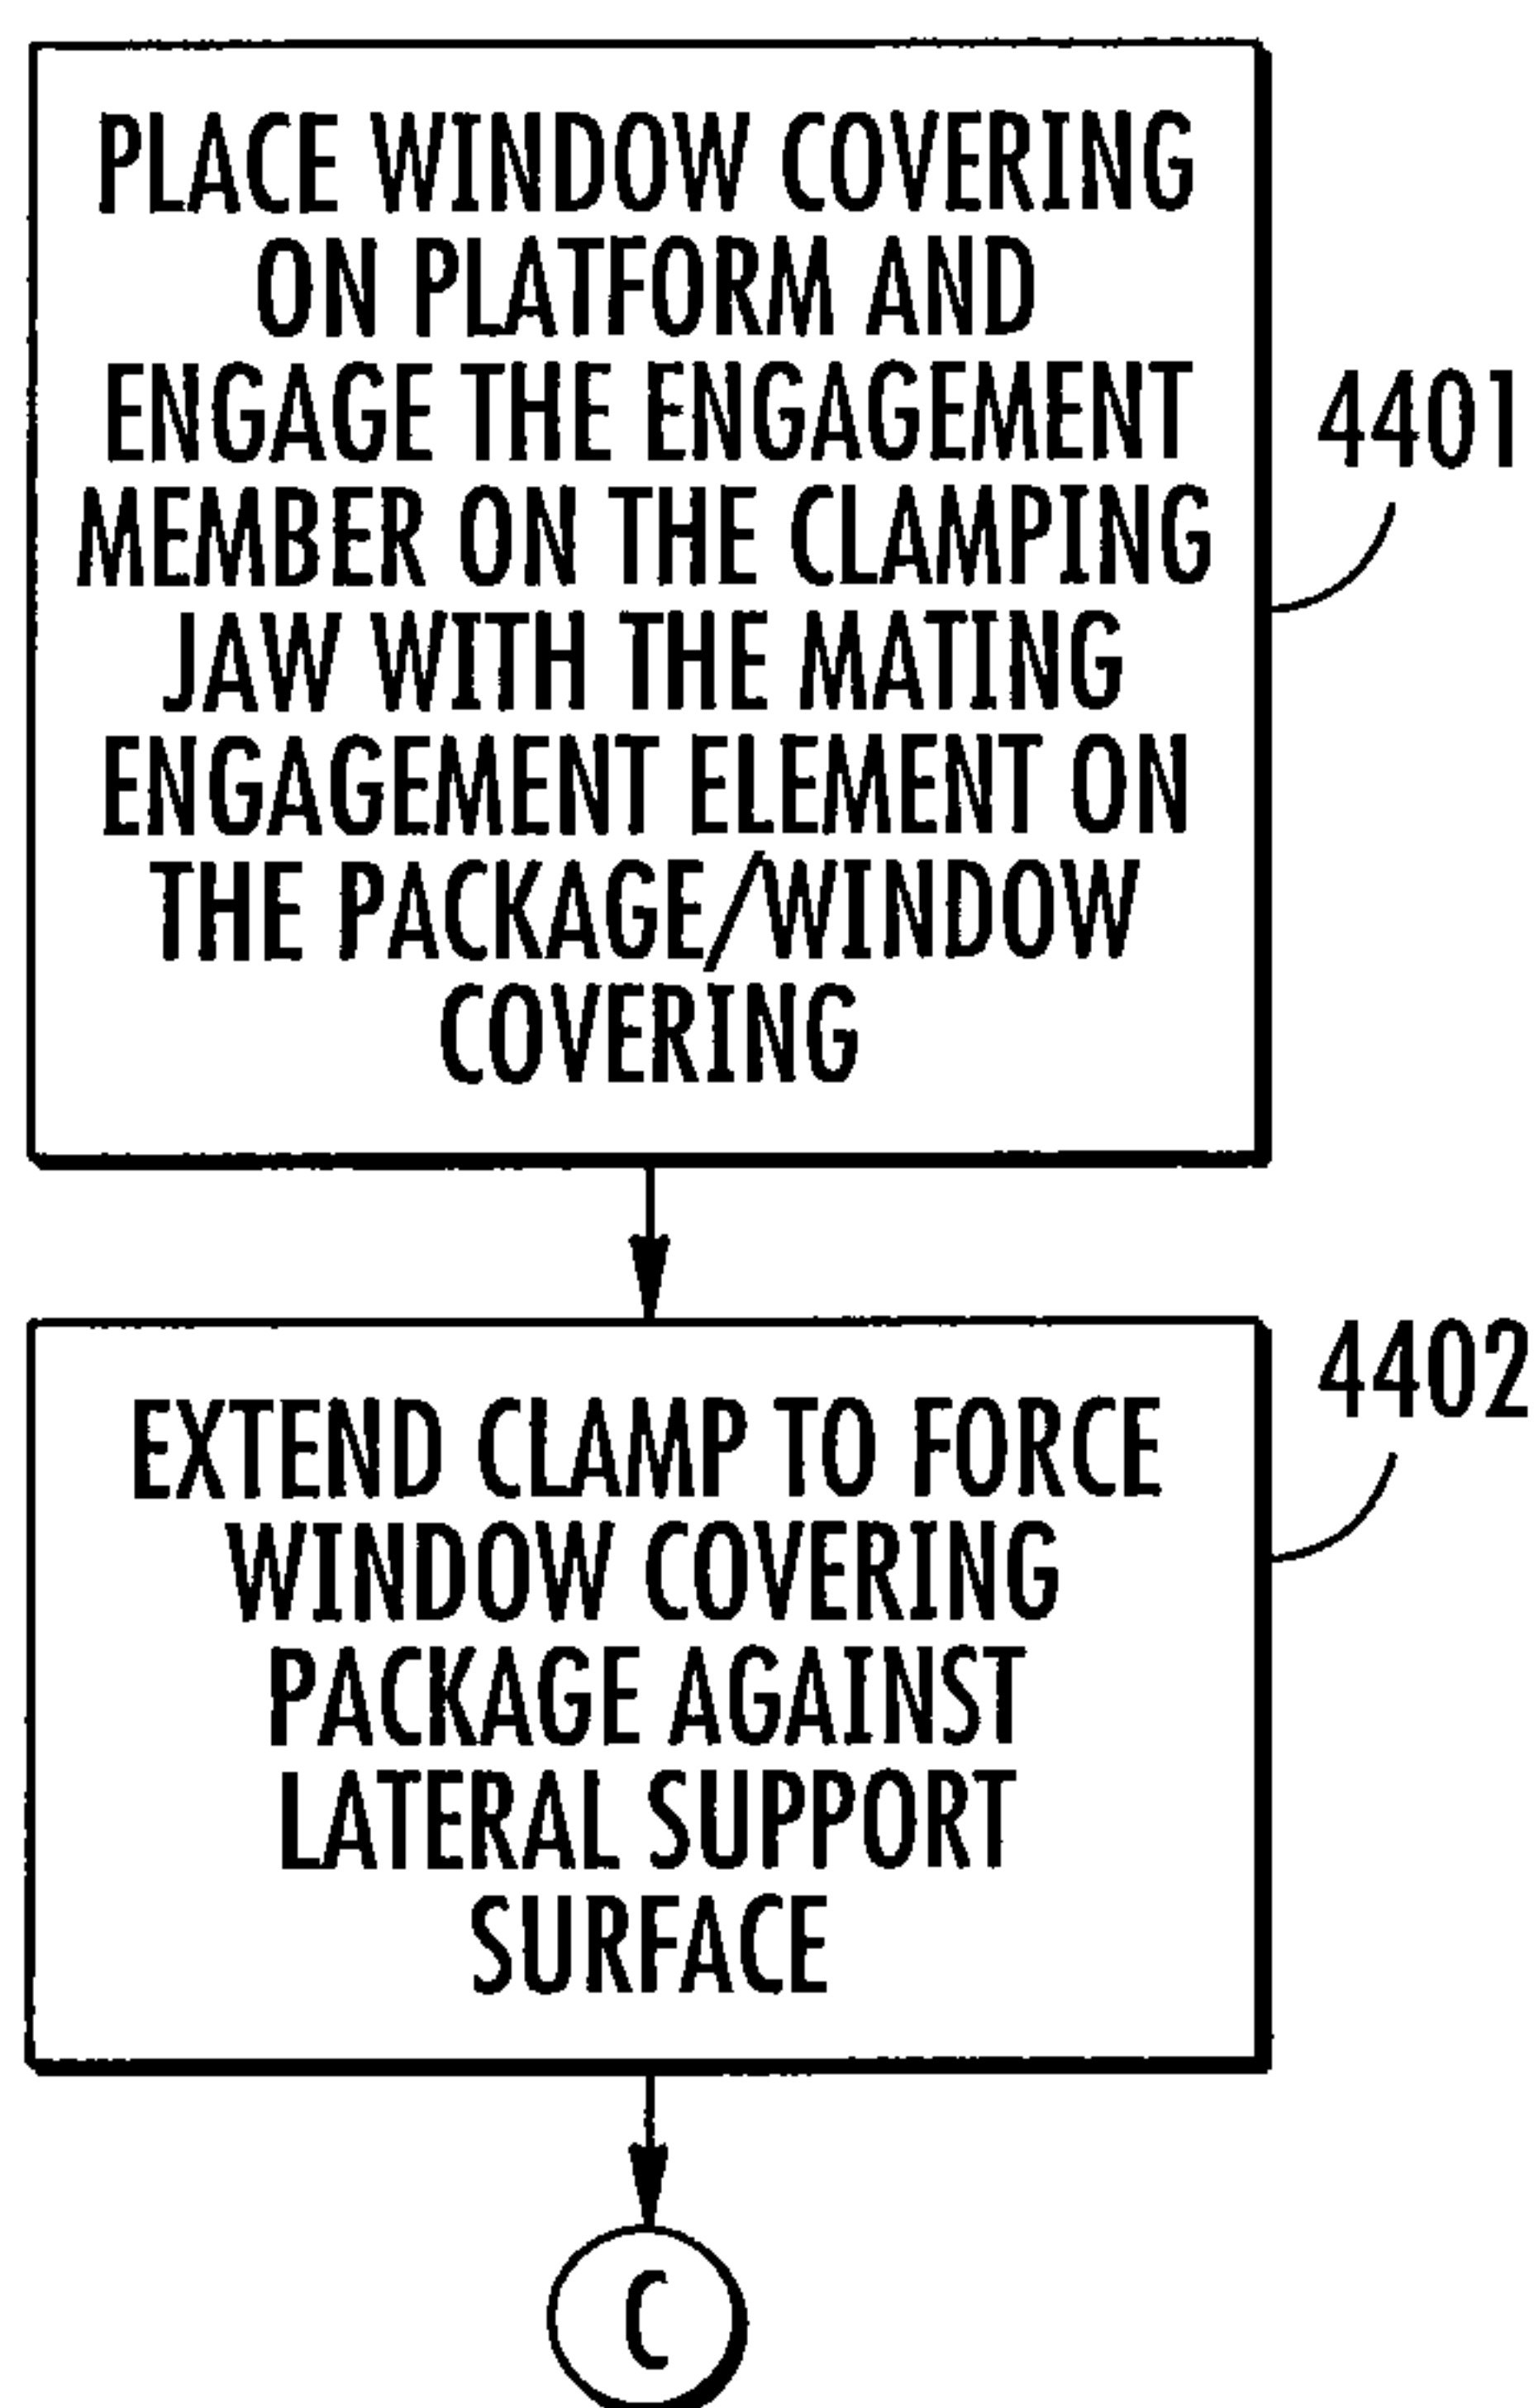 PLACE WINDOW COVERING
ON PLATFORM AND
ENGAGE THE ENGAGEMENT
MEMBER ON THE CLAMPING
JAW WITH THE MATING
ENGAGEMENT ELEMENT ON
THE PACKAGE/WINDOW
COVERING
4401
EXTEND CLAMP TO FORCE
WINDOW COVERING
PACKAGE AGAINST
LATERAL SUPPORT
SURFACE
4402
C